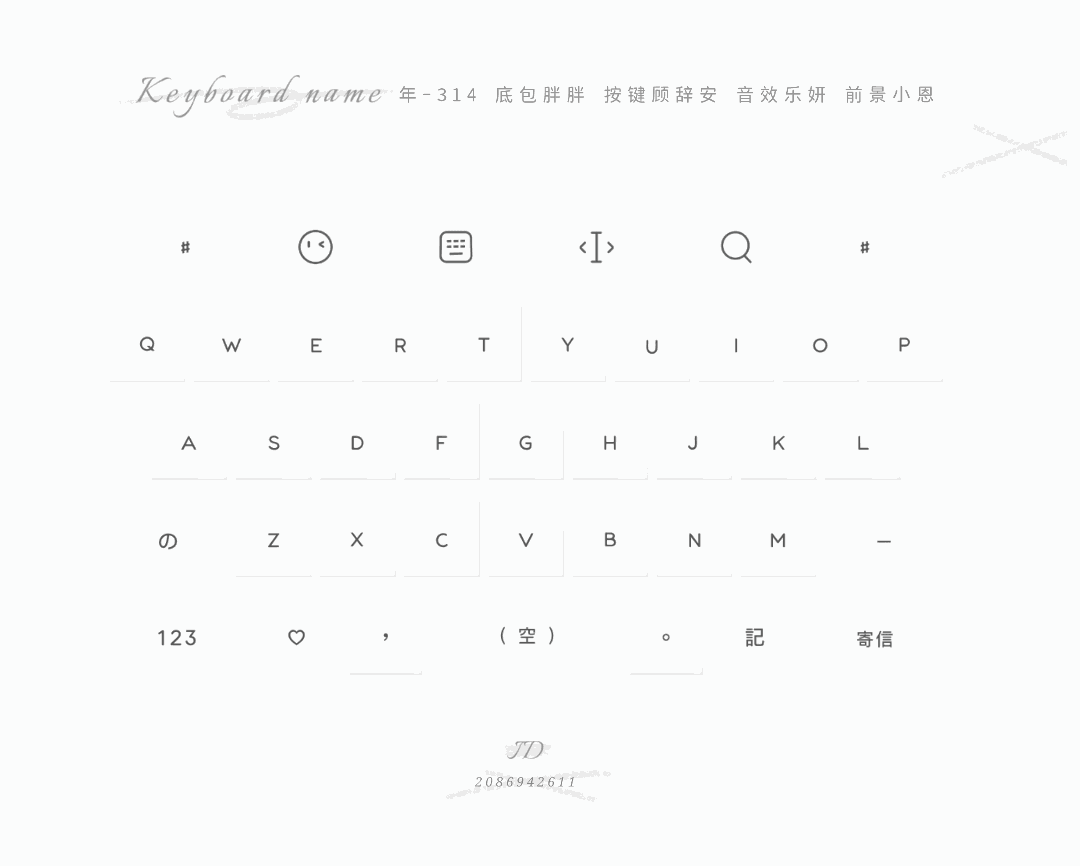 Keyboard name 年-314 底包胖胖 按键顾辞安 音效乐妍 前景小恩
# #
Q W E R T Y U I O P
A S D F G H J K L
の Z X C V B N M —
123 ♡ , (空) 。 記 寄信
JD
2086942611